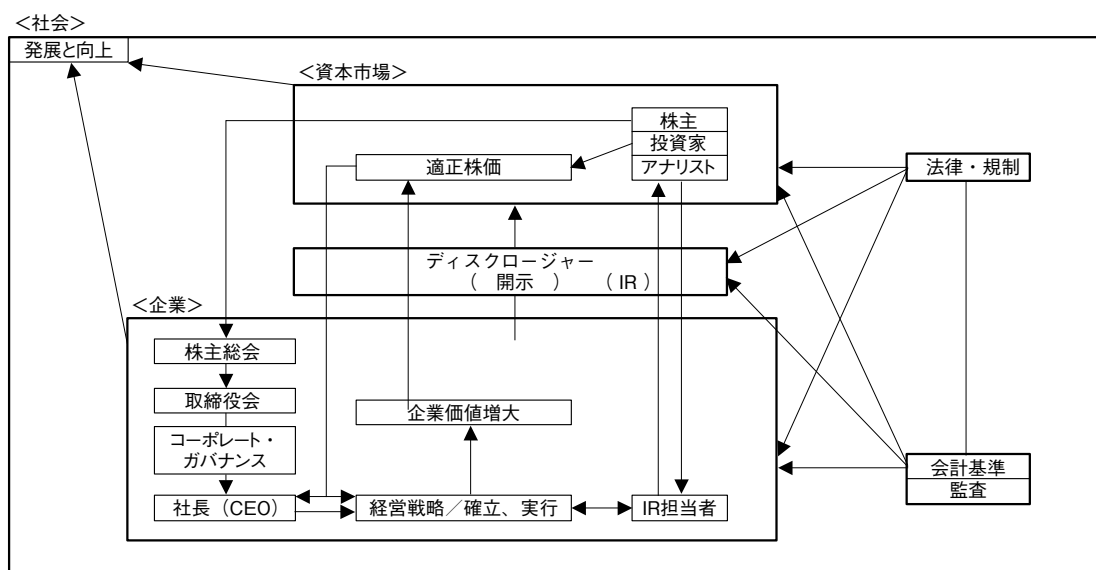 ＜社会＞
発展と向上
＜資本市場＞
株主
投資家
適正株価
アナリスト
法律・規制
ディスクロージャー
（　開示　）　　（ IR ）
＜企業＞
株主総会
取締役会
企業価値増大
コーポレート・
ガバナンス
会計基準
監査
社長（CEO）
経営戦略／確立、実行
IR担当者